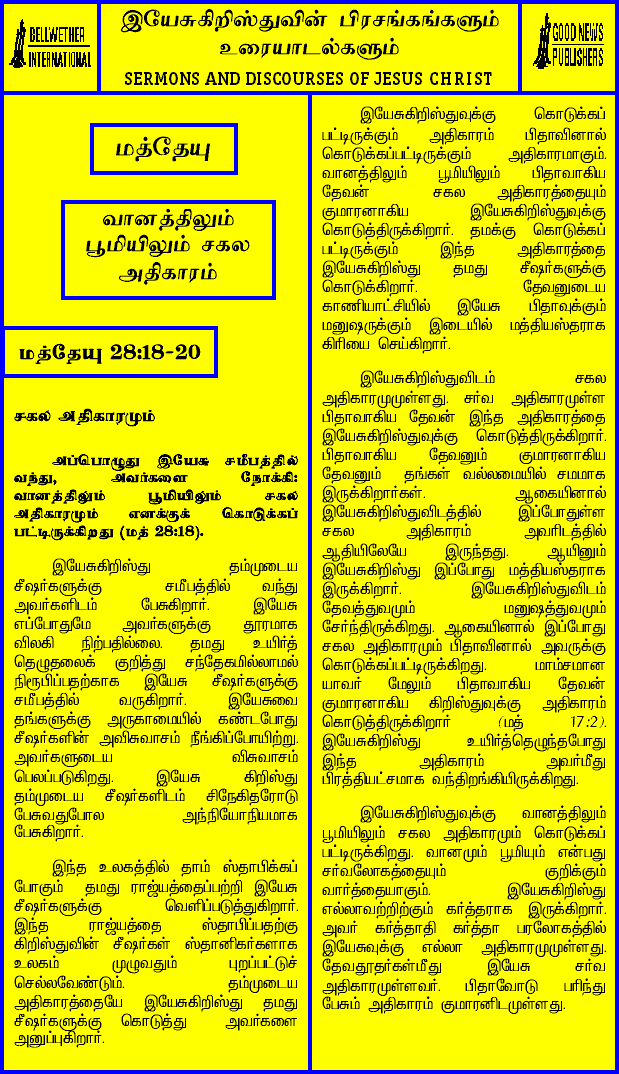 BELLWETHER
INTERNATIONAL
இயேசுகிறிஸ்துவின் பிரசங்கங்களும்
உரையாடல்களும்
SERMONS AND DISCOURSES OF JESUS CHRIST
GOOD NEWS
PUBLISHERS
மத்தேயு
வானத்திலும்
பூமியிலும் சகல
அதிகாரம்
மத்தேயு 28:18-20
சகல அதிகாரமும்
அப்பொழுது இயேசு சமீபத்தில்
வந்து, அவர்களை நோக்கி:
வானத்திலும் பூமியிலும் சகல
அதிகாரமும் எனக்குக் கொடுக்கப்
பட்டிருக்கிறது (மத் 28:18).
இயேசுகிறிஸ்து தம்முடைய
சீஷர்களுக்கு சமீபத்தில் வந்து
அவர்களிடம் பேசுகிறார். இயேசு
எப்போதுமே அவர்களுக்கு தூரமாக
விலகி நிற்பதில்லை. தமது உயிர்த்
தெழுதலைக் குறித்து சந்தேகமில்லாமல்
நிரூபிப்பதற்காக இயேசு சீஷர்களுக்கு
சமீபத்தில் வருகிறார். இயேசுவை
தங்களுக்கு அருகாமையில் கண்டபோது
சீஷர்களின் அவிசுவாசம் நீங்கிப்போயிற்று.
அவர்களுடைய விசுவாசம்
பெலப்படுகிறது. இயேசு கிறிஸ்து
தம்முடைய சீஷர்களிடம் சிநேகிதரோடு
பேசுவதுபோல அந்நியோநியமாக
பேசுகிறார்.
இந்த உலகத்தில் தாம் ஸ்தாபிக்கப்
போகும் தமது ராஜ்யத்தைப்பற்றி இயேசு
சீஷர்களுக்கு வெளிப்படுத்துகிறார்.
இந்த ராஜ்யத்தை ஸ்தாபிப்பதற்கு
கிறிஸ்துவின் சீஷர்கள் ஸ்தானிகர்களாக
உலகம் முழுவதும் புறப்பட்டுச்
செல்லவேண்டும். தம்முடைய
அதிகாரத்தையே இயேசுகிறிஸ்து தமது
சீஷர்களுக்கு கொடுத்து அவர்களை
அனுப்புகிறார்.
இயேசுகிறிஸ்துவுக்கு கொடுக்கப்
பட்டிருக்கும் அதிகாரம் பிதாவினால்
கொடுக்கப்பட்டிருக்கும் அதிகாரமாகும்.
வானத்திலும் பூமியிலும் பிதாவாகிய
தேவன் சகல அதிகாரத்தையும்
குமாரனாகிய இயேசுகிறிஸ்துவுக்கு
கொடுத்திருக்கிறார். தமக்கு கொடுக்கப்
பட்டிருக்கும் இந்த அதிகாரத்தை
இயேசுகிறிஸ்து தமது சீஷர்களுக்கு
கொடுக்கிறார். தேவனுடைய
காணியாட்சியில் இயேசு பிதாவுக்கும்
மனுஷருக்கும் இடையில் மத்தியஸ்தராக
கிரியை செய்கிறார்.
இயேசுகிறிஸ்துவிடம் சகல
அதிகாரமுமுள்ளது. சர்வ அதிகாரமுள்ள
பிதாவாகிய தேவன் இந்த அதிகாரத்தை
இயேசுகிறிஸ்துவுக்கு கொடுத்திருக்கிறார்.
பிதாவாகிய தேவனும் குமாரனாகிய
தேவனும் தங்கள் வல்லமையில் சமமாக
இருக்கிறார்கள். ஆகையினால்
இயேசுகிறிஸ்துவிடத்தில் இப்போதுள்ள
சகல அதிகாரம் அவரிடத்தில்
ஆதியிலேயே இருந்தது. ஆயினும்
இயேசுகிறிஸ்து இப்போது மத்தியஸ்தராக
இருக்கிறார். இயேசுகிறிஸ்துவிடம்
தேவத்துவமும் மனுஷத்துவமும்
சேர்ந்திருக்கிறது. ஆகையினால் இப்போது
சகல அதிகாரமும் பிதாவினால் அவருக்கு
கொடுக்கப்பட்டிருக்கிறது. மாம்சமான
யாவர் மேலும் பிதாவாகிய தேவன்
குமாரனாகிய கிறிஸ்துவுக்கு அதிகாரம்
கொடுத்திருக்கிறார் (மத் 17:2).
இயேசுகிறிஸ்து உயிர்த்தெழுந்தபோது
இந்த அதிகாரம் அவர்மீது
பிரத்தியட்சமாக வந்திறங்கியிருக்கிறது.
இயேசுகிறிஸ்துவுக்கு வானத்திலும்
பூமியிலும் சகல அதிகாரமும் கொடுக்கப்
பட்டிருக்கிறது. வானமும் பூமியும் என்பது
சர்வலோகத்தையும் குறிக்கும்
வார்த்தையாகும். இயேசுகிறிஸ்து
எல்லாவற்றிற்கும் கர்த்தராக இருக்கிறார்.
அவர் கர்த்தாதி கர்த்தா பரலோகத்தில்
இயேசுவுக்கு எல்லா அதிகாரமுமுள்ளது.
தேவதூதர்கள்மீது இயேசு சர்வ
அதிகாரமுள்ளவர். பிதாவோடு பரிந்து
பேசும் அதிகாரம் குமாரனிடமுள்ளது.